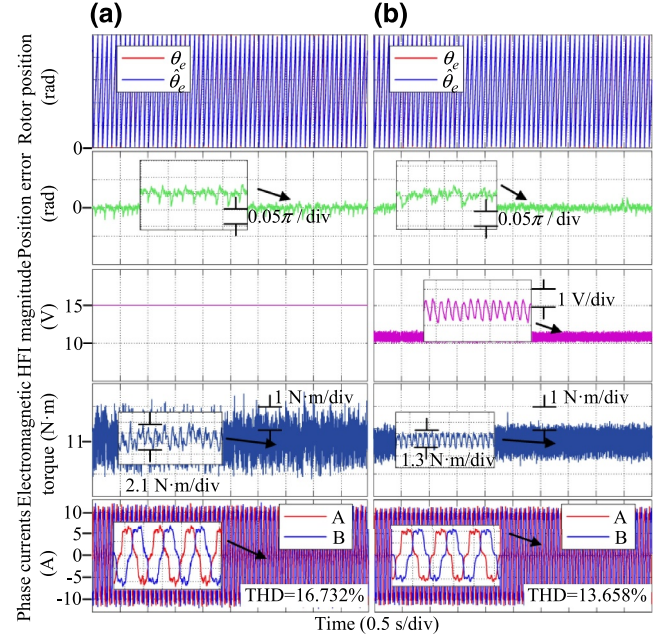 (a)
(b)
Rotor position
(rad)
θe
θ̂e
0
θe
θ̂e
Position error
(rad)
0
0.05π / div
0.05π / div
HFI magnitude
(V)
15
10
1 V/div
Electromagnetic
torque (N·m)
11
1 N·m/div
2.1 N·m/div
1 N·m/div
1.3 N·m/div
Phase currents
(A)
10
5
0
-5
-10
A
B
THD=16.732%
A
B
THD=13.658%
Time (0.5 s/div)